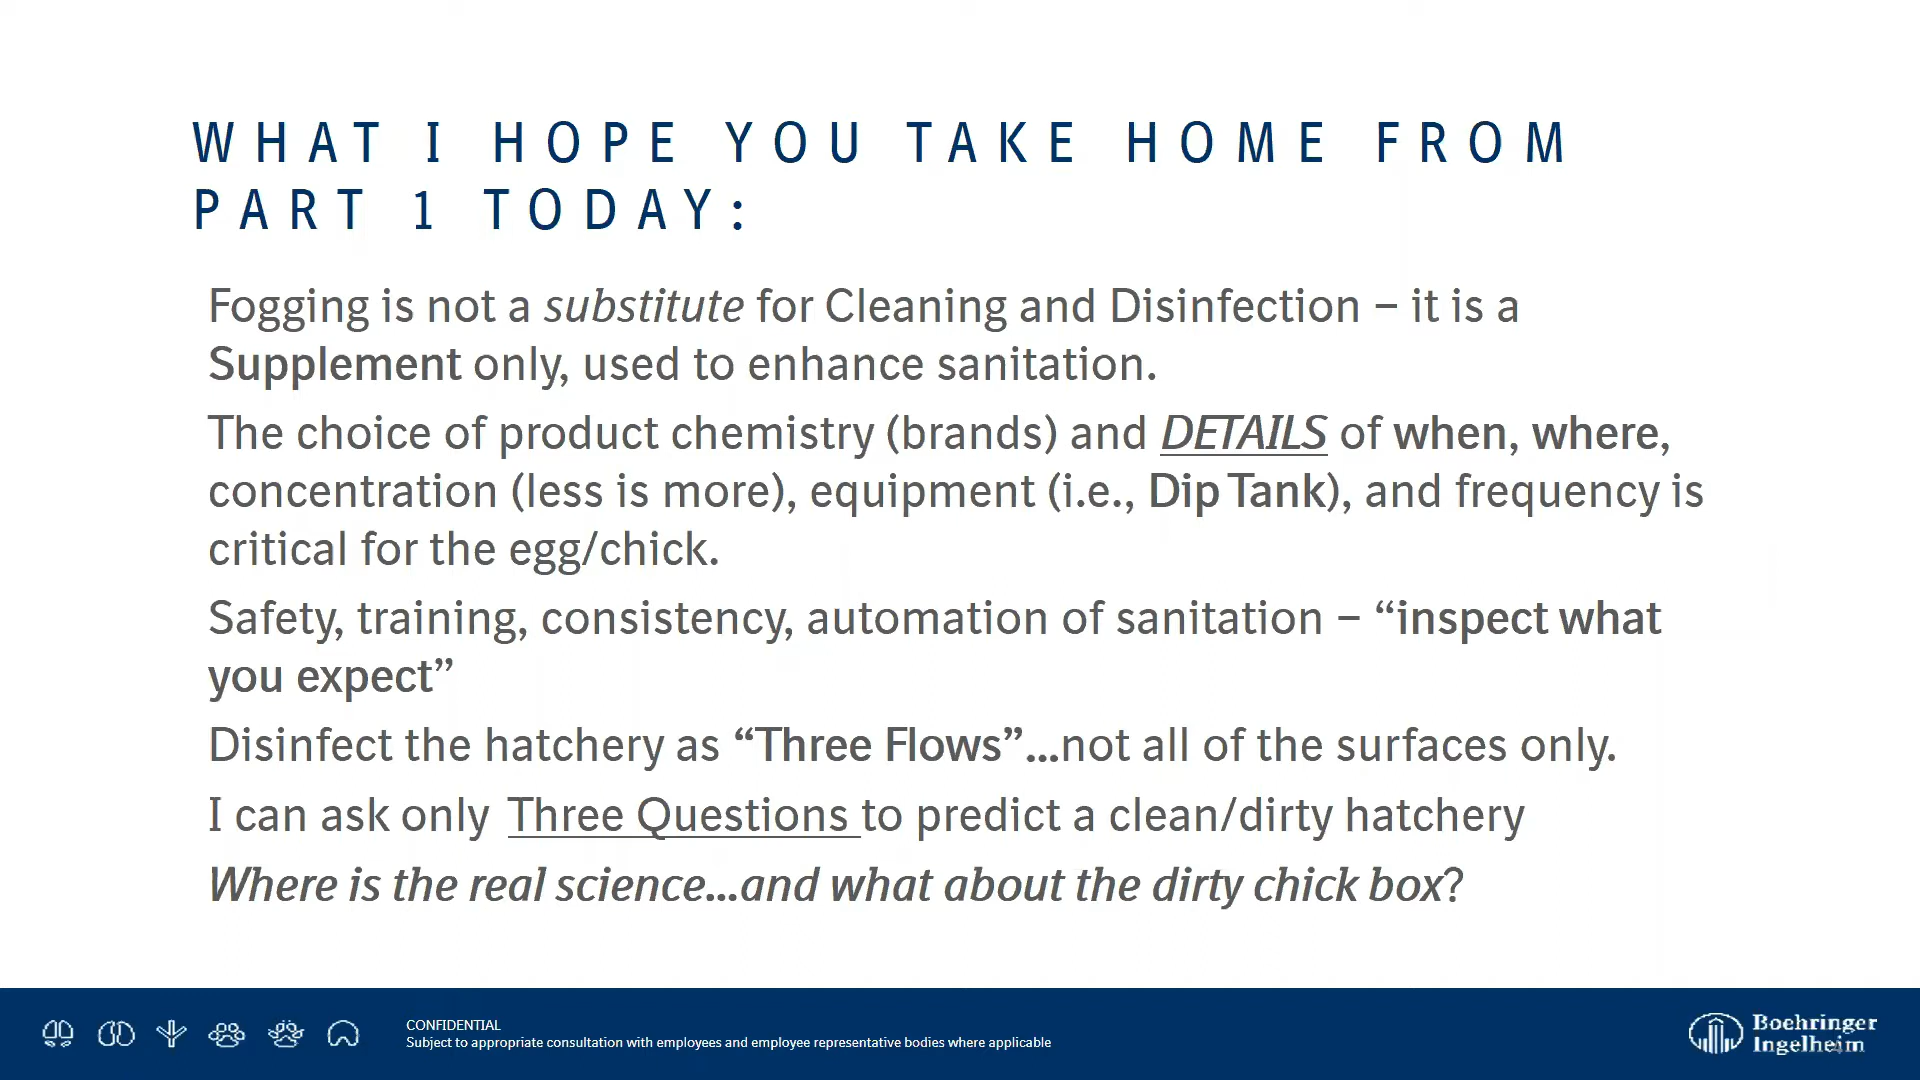 WHAT I HOPE YOU TAKE HOME FROM
PART 1 TODAY:
Fogging is not a substitute for Cleaning and Disinfection – it is a
Supplement only, used to enhance sanitation.
The choice of product chemistry (brands) and DETAILS of when, where,
concentration (less is more), equipment (i.e., Dip Tank), and frequency is
critical for the egg/chick.
Safety, training, consistency, automation of sanitation – “inspect what
you expect”
Disinfect the hatchery as “Three Flows”...not all of the surfaces only.
I can ask only Three Questions to predict a clean/dirty hatchery
Where is the real science...and what about the dirty chick box?
CONFIDENTIAL
Subject to appropriate consultation with employees and employee representative bodies where applicable
Boehringer
Ingelheim
4